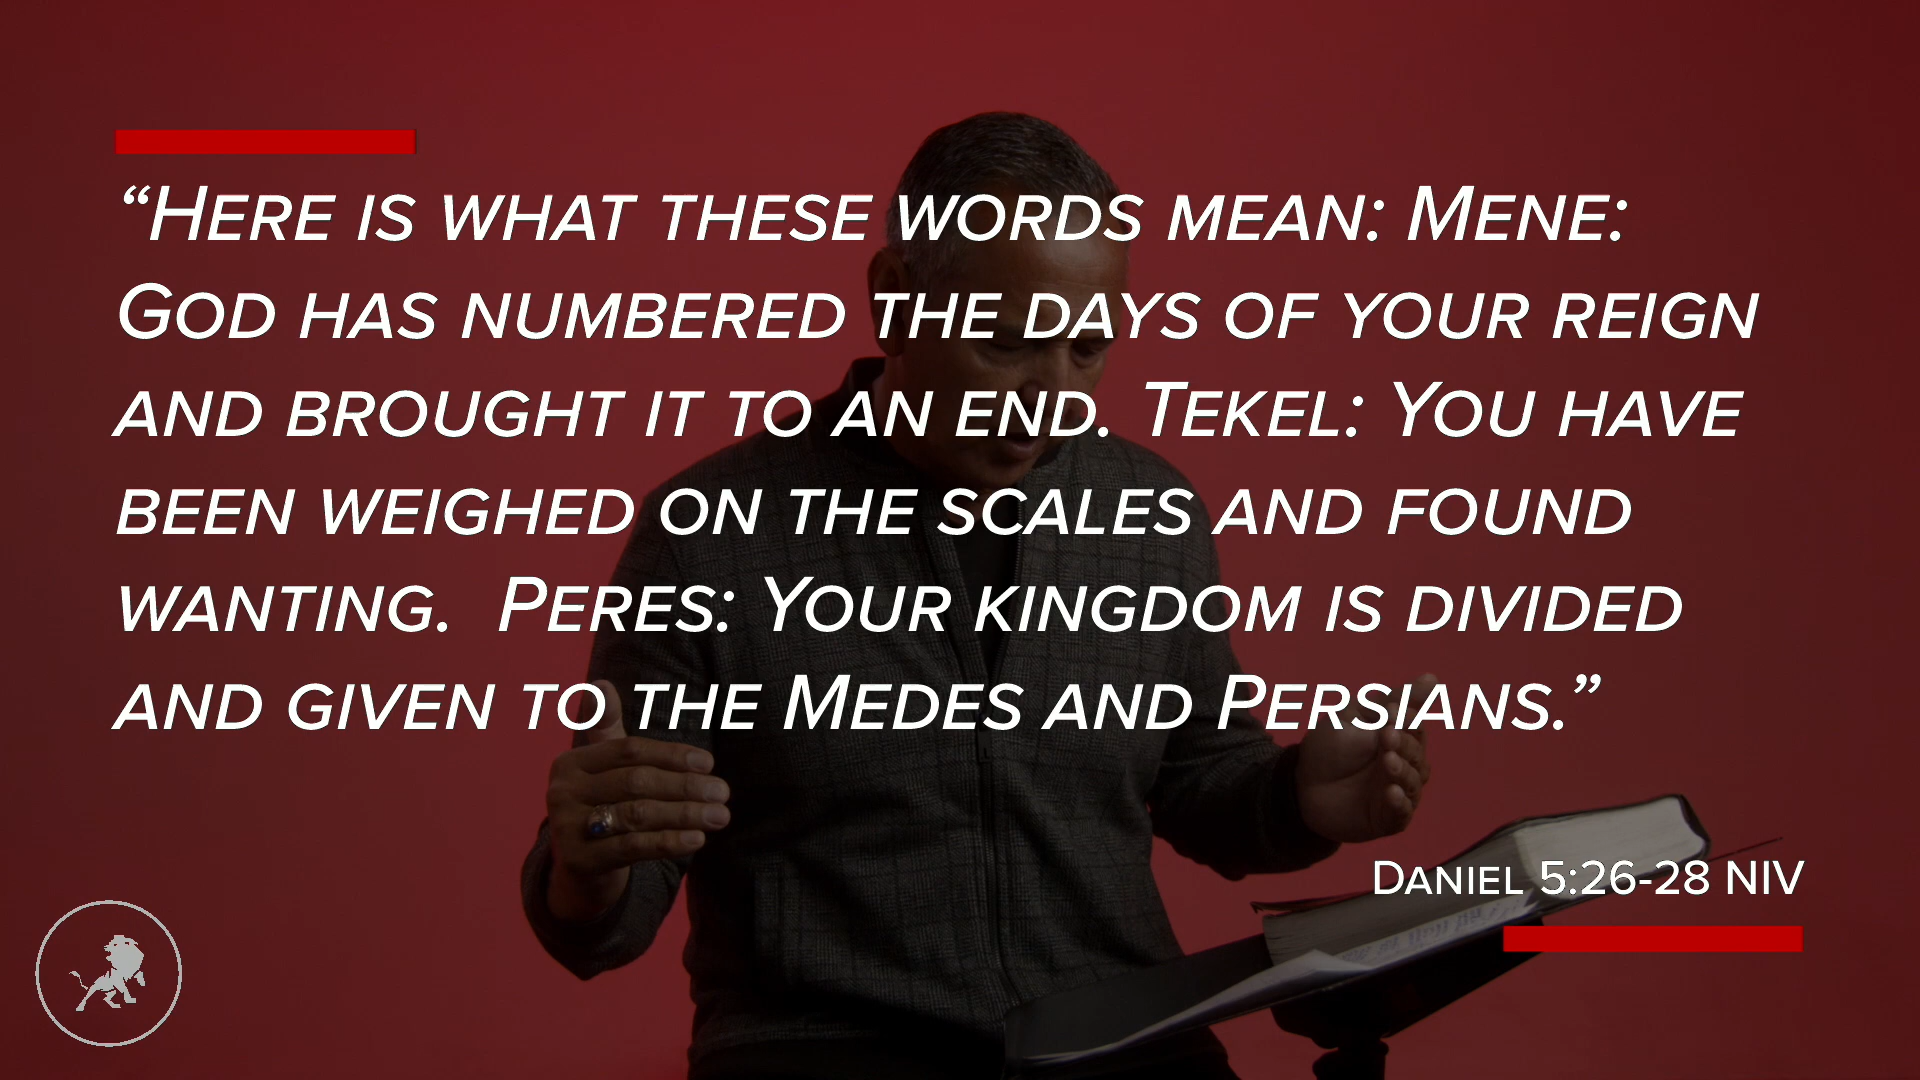 “Here is what these words mean: Mene:
God has numbered the days of your reign
and brought it to an end. Tekel: You have
been weighed on the scales and found
wanting.  Peres: Your kingdom is divided
and given to the Medes and Persians.”
Daniel 5:26-28 NIV